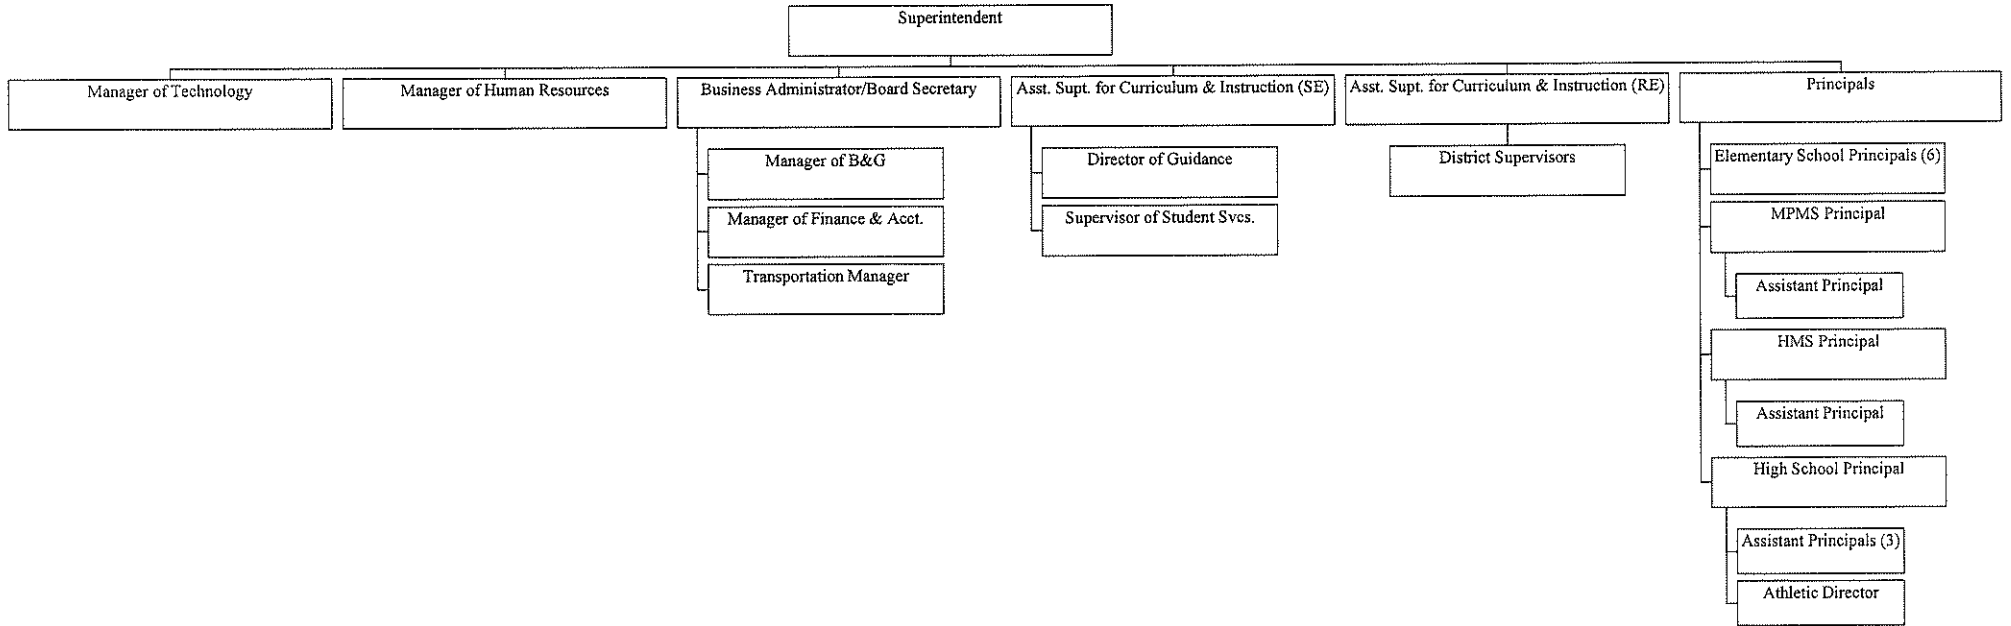 Superintendent
Manager of Technology
Manager of Human Resources
Business Administrator/Board Secretary
Asst. Supt. for Curriculum & Instruction (SE)
Asst. Supt. for Curriculum & Instruction (RE)
Principals
Manager of B&G
Manager of Finance & Acct.
Transportation Manager
Director of Guidance
Supervisor of Student Svcs.
District Supervisors
Elementary School Principals (6)
MPMS Principal
Assistant Principal
HMS Principal
Assistant Principal
High School Principal
Assistant Principals (3)
Athletic Director